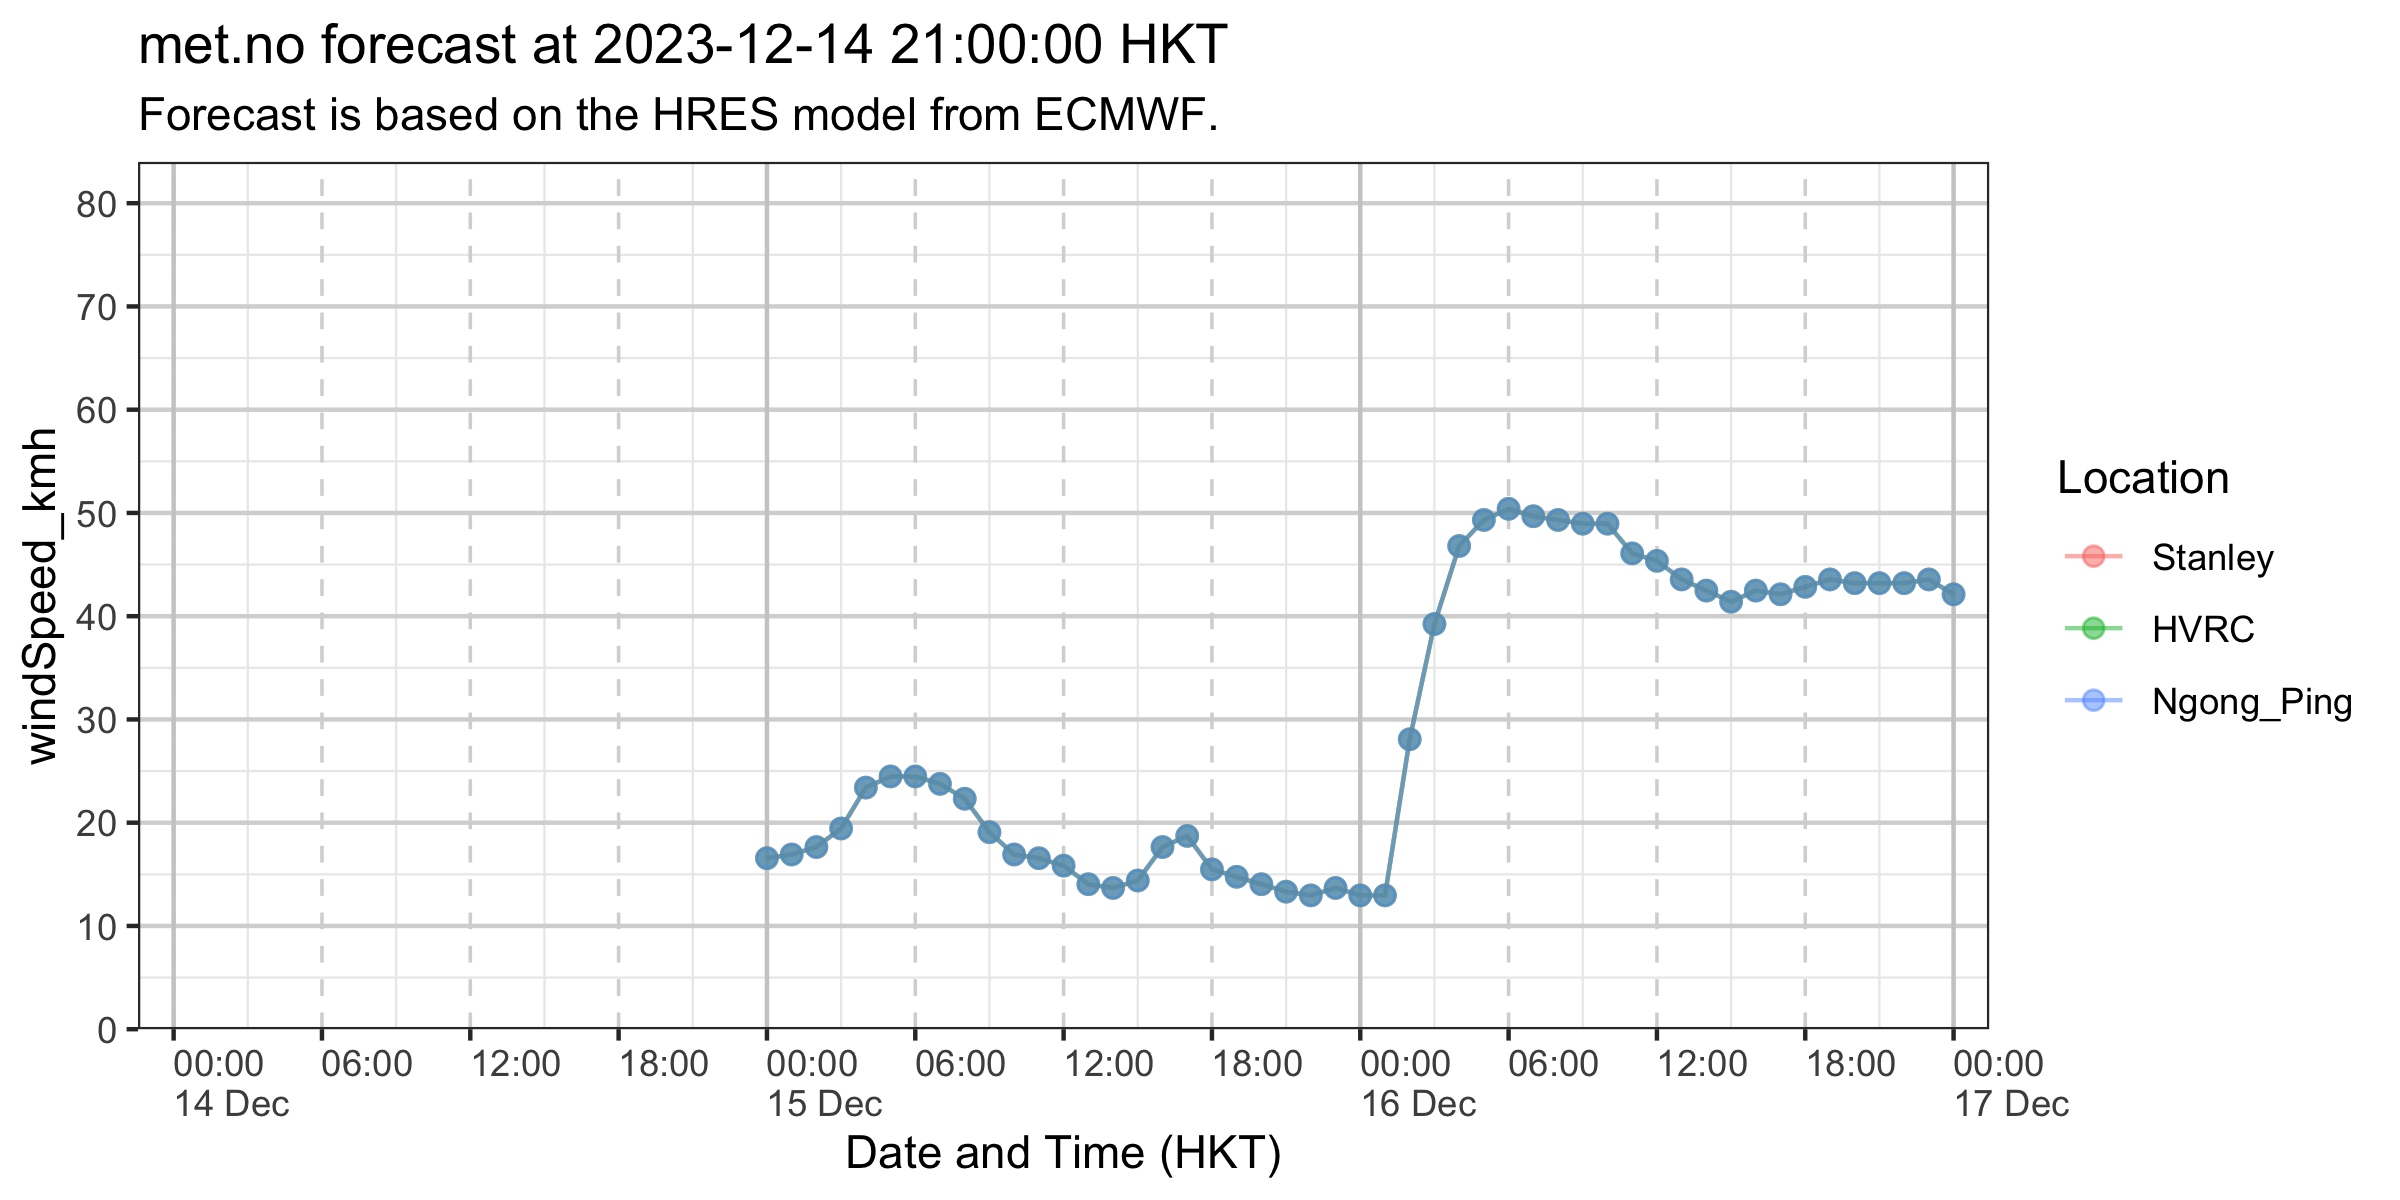 met.no forecast at 2023-12-14 21:00:00 HKT
Forecast is based on the HRES model from ECMWF.
windSpeed_kmh
80
70
60
50
40
30
20
10
0
00:00 06:00 12:00 18:00 00:00 06:00 12:00 18:00 00:00 06:00 12:00 18:00 00:00
14 Dec 15 Dec 16 Dec 17 Dec
Date and Time (HKT)
Location
Stanley
HVRC
Ngong_Ping